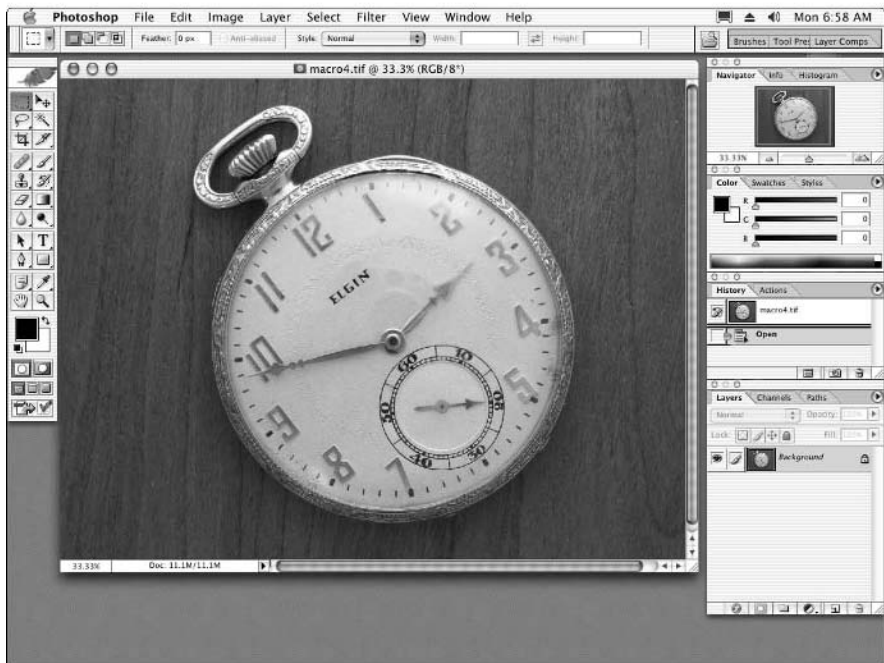 Photoshop File Edit Image Layer Select Filter View Window Help Mon 6:58 AM
Feather: 0 px Anti-aliased Style: Normal Width: Height: Brushes Tool Pre Layer Comps
macro4.tif @ 33.3% (RGB/8*)
Navigator Info Histogram
33.33%
Color Swatches Styles
R 0
0
0
History Actions
macro4.tif
Open
Layers Channels Paths
Normal Opacity:
Lock: Fill:
Background
12 1 2 3 4 5 7 8 9 10 11
ELGIN
60 10 20 30 40 50
33.33% Doc: 11.1M/11.1M